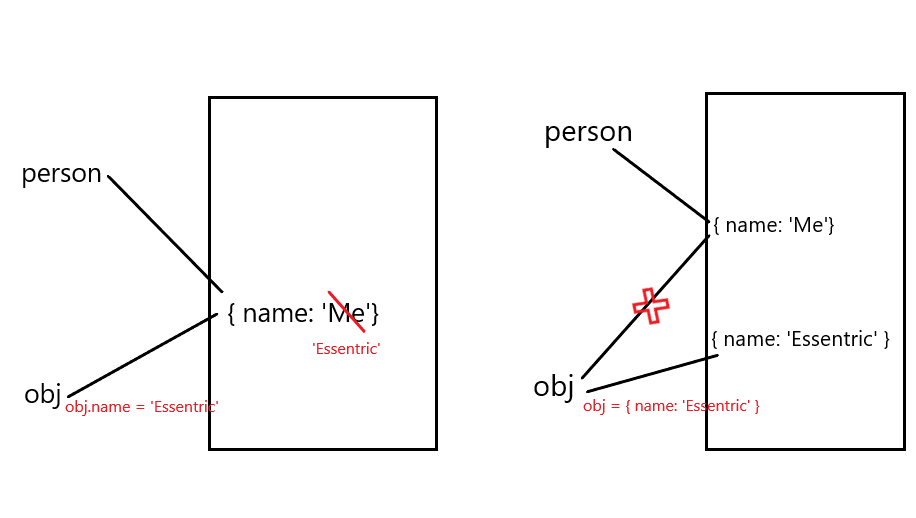 person
{ name: 'Me'}
'Essentric'
obj
obj.name = 'Essentric'
person
{ name: 'Me'}
{ name: 'Essentric' }
obj
obj = { name: 'Essentric' }